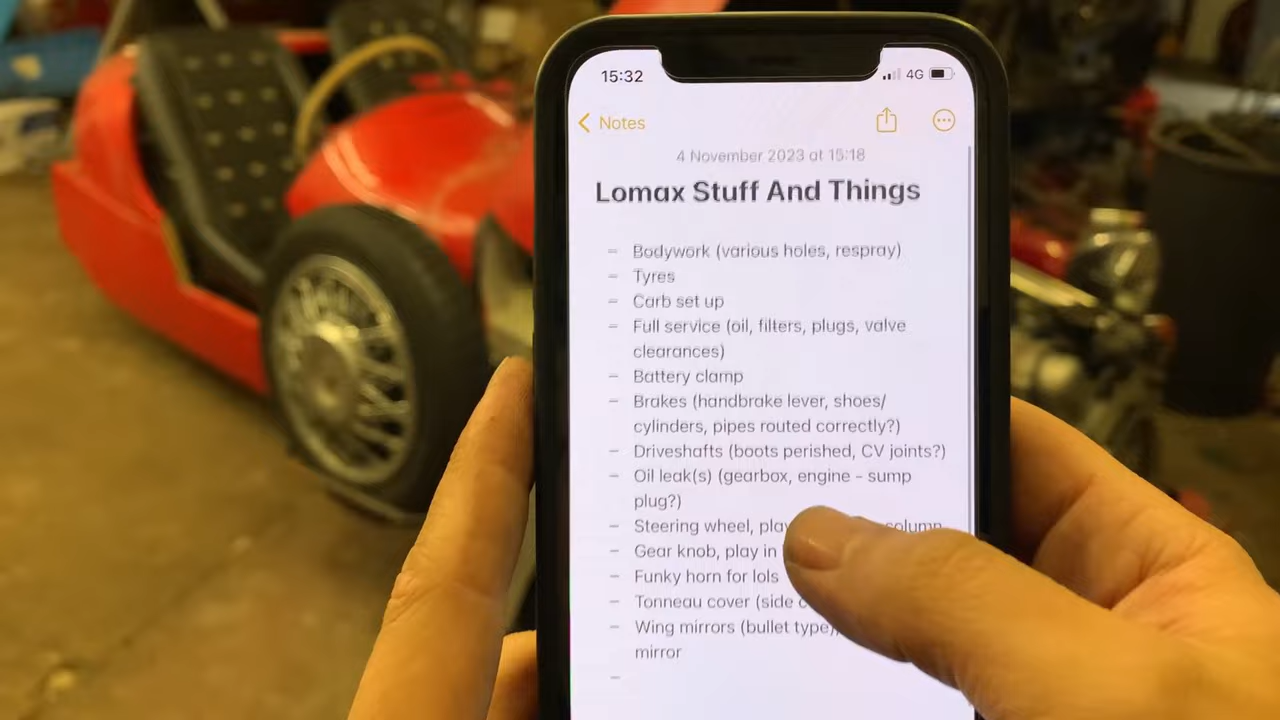 15:32
4G
Notes
4 November 2023 at 15:18
Lomax Stuff And Things
– Bodywork (various holes, respray)
– Tyres
– Carb set up
– Full service (oil, filters, plugs, valve
clearances)
– Battery clamp
– Brakes (handbrake lever, shoes/
cylinders, pipes routed correctly?)
– Driveshafts (boots perished, CV joints?)
– Oil leak(s) (gearbox, engine – sump
plug?)
– Steering wheel, column
– Gear knob, play in
– Funky horn for lols
– Tonneau cover (side
– Wing mirrors (bullet type),
mirror
–